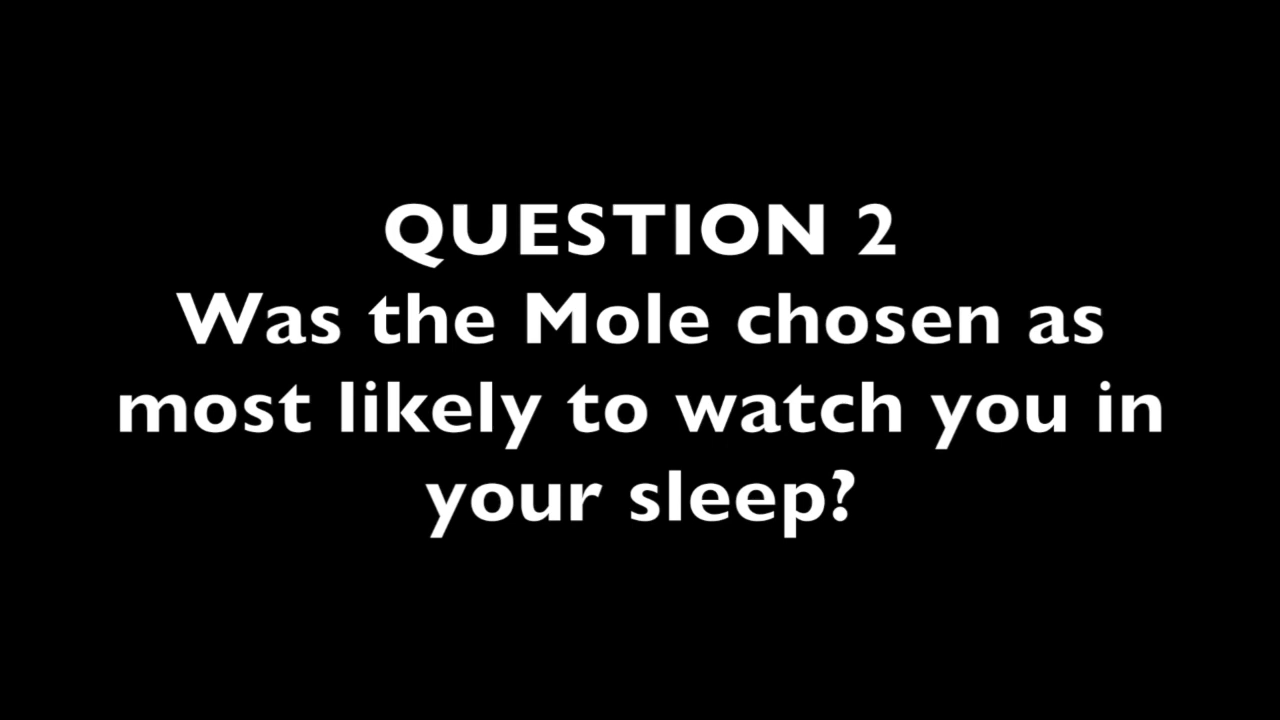 QUESTION 2
Was the Mole chosen as
most likely to watch you in
your sleep?